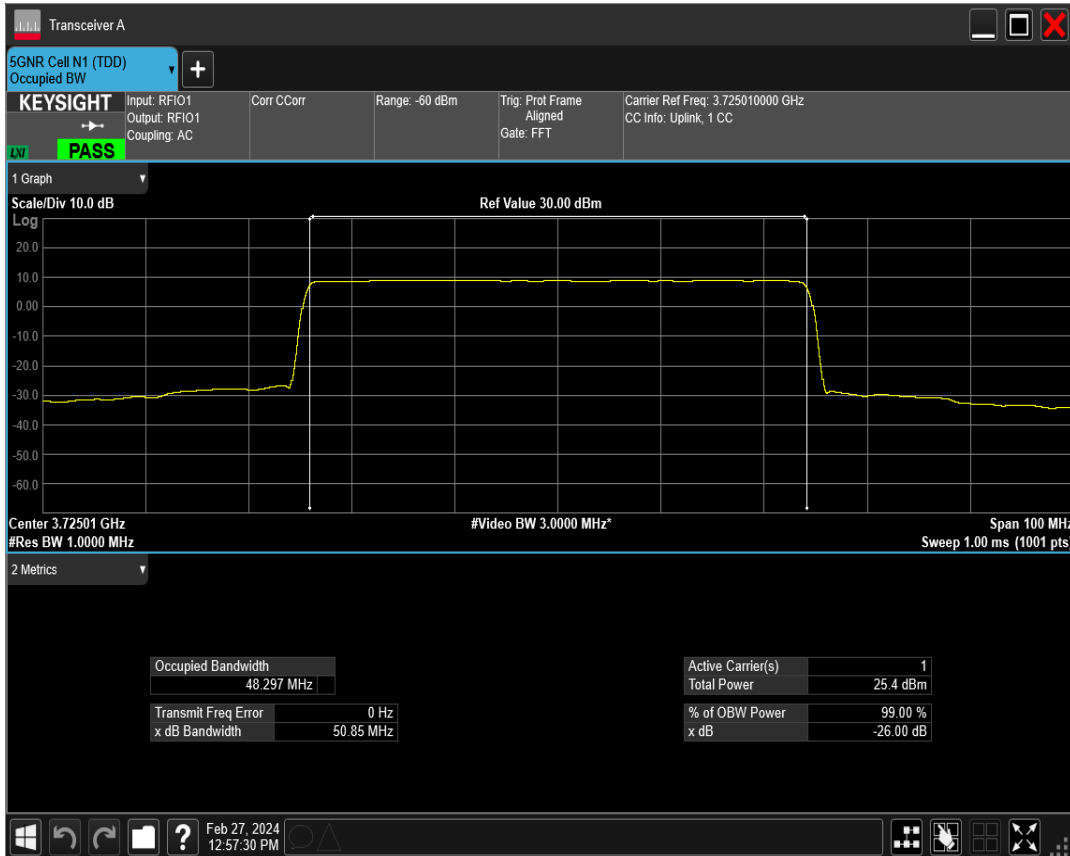 Transceiver A
5GNR Cell N1 (TDD)
Occupied BW
+
KEYSIGHT
LXI
PASS
Input: RFIO1
Output: RFIO1
Coupling: AC
Corr CCorr
Range: -60 dBm
Trig: Prot Frame
Aligned
Gate: FFT
Carrier Ref Freq: 3.725010000 GHz
CC Info: Uplink, 1 CC
1 Graph
Scale/Div 10.0 dB
Ref Value 30.00 dBm
Log
20.0
10.0
0.00
-10.0
-20.0
-30.0
-40.0
-50.0
-60.0
Center 3.72501 GHz
#Video BW 3.0000 MHz*
Span 100 MHz
#Res BW 1.0000 MHz
Sweep 1.00 ms (1001 pts)
2 Metrics
Occupied Bandwidth
48.297 MHz
Transmit Freq Error 0 Hz
x dB Bandwidth 50.85 MHz
Active Carrier(s) 1
Total Power 25.4 dBm
% of OBW Power 99.00 %
x dB -26.00 dB
?
Feb 27, 2024
12:57:30 PM